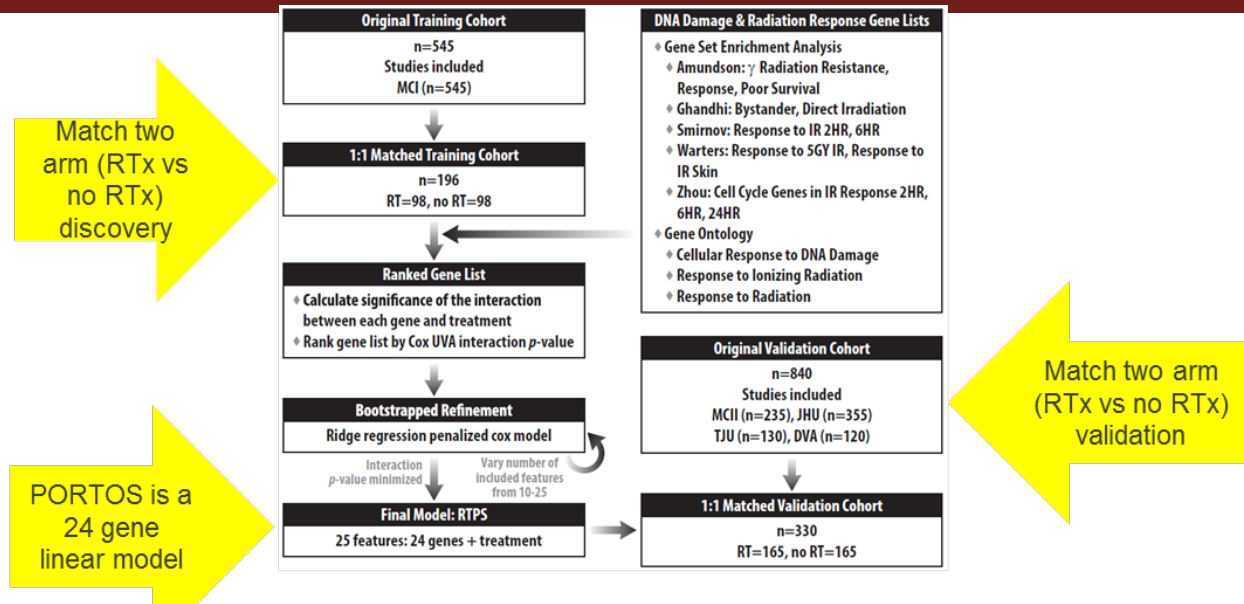 Original Training Cohort
n=545
Studies included
MCI (n=545)
Match two
arm (RTx vs
no RTx)
discovery
1:1 Matched Training Cohort
n=196
RT=98, no RT=98
DNA Damage & Radiation Response Gene Lists
◆ Gene Set Enrichment Analysis
◆ Amundson: γ Radiation Resistance,
Response, Poor Survival
◆ Ghandhi: Bystander, Direct Irradiation
◆ Smirnov: Response to IR 2HR, 6HR
◆ Warters: Response to 5GY IR, Response to
IR Skin
◆ Zhou: Cell Cycle Genes in IR Response 2HR,
6HR, 24HR
◆ Gene Ontology
◆ Cellular Response to DNA Damage
◆ Response to Ionizing Radiation
◆ Response to Radiation
Ranked Gene List
◆ Calculate significance of the interaction
between each gene and treatment
◆ Rank gene list by Cox UVA interaction p-value
Bootstrapped Refinement
Ridge regression penalized cox model
Interaction
p-value minimized
Vary number of
included features
from 10-25
PORTOS is a
24 gene
linear model
Final Model: RTPS
25 features: 24 genes + treatment
Original Validation Cohort
n=840
Studies included
MCII (n=235), JHU (n=355)
TJU (n=130), DVA (n=120)
Match two arm
(RTx vs no RTx)
validation
1:1 Matched Validation Cohort
n=330
RT=165, no RT=165